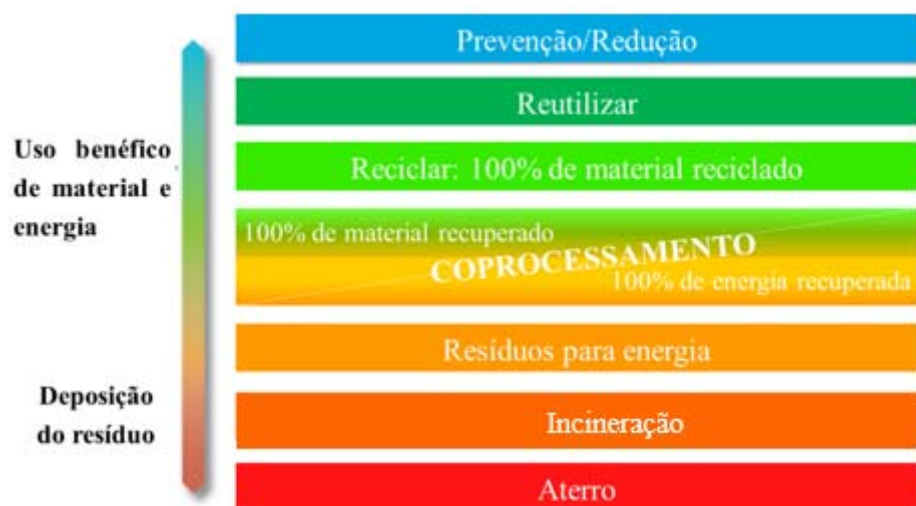 Prevenção/Redução
Reutilizar
Uso benéfico
de material e
energia
Reciclar: 100% de material reciclado
100% de material recuperado
COPROCESSAMENTO
100% de energia recuperada
Resíduos para energia
Deposição
do resíduo
Incineração
Aterro